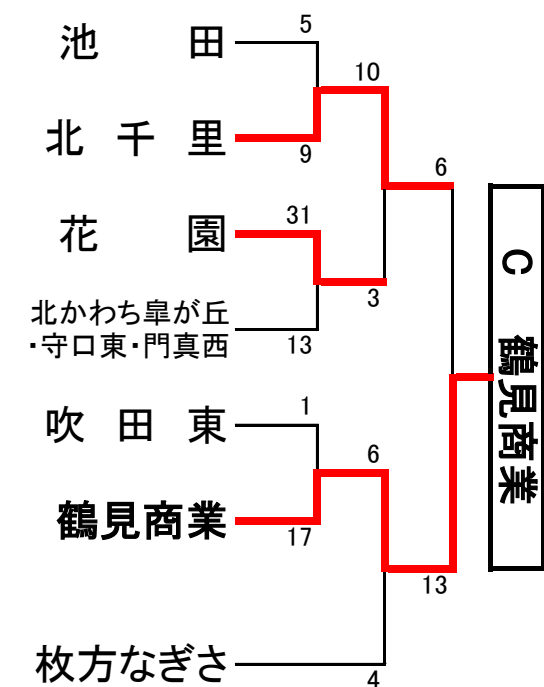 池田
5
10
北千里
9
6
花園
31
3
北かわち皐が丘
・守口東・門真西
13
吹田東
1
6
鶴見商業
17
13
枚方なぎさ
4
C 鶴見商業